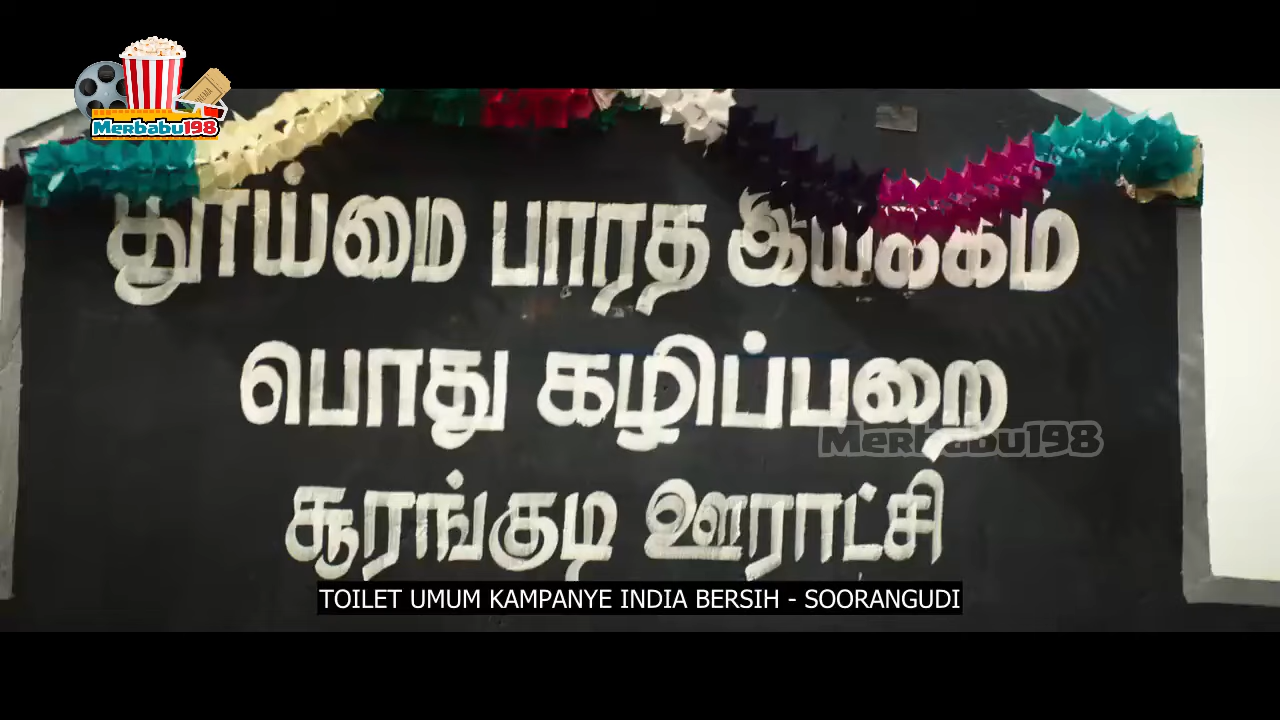 Merbabu198
தூய்மை பாரத இயக்கம்
பொது கழிப்பறை
Merbabu198
சூரங்குடி ஊராட்சி
TOILET UMUM KAMPANYE INDIA BERSIH - SOORANGUDI